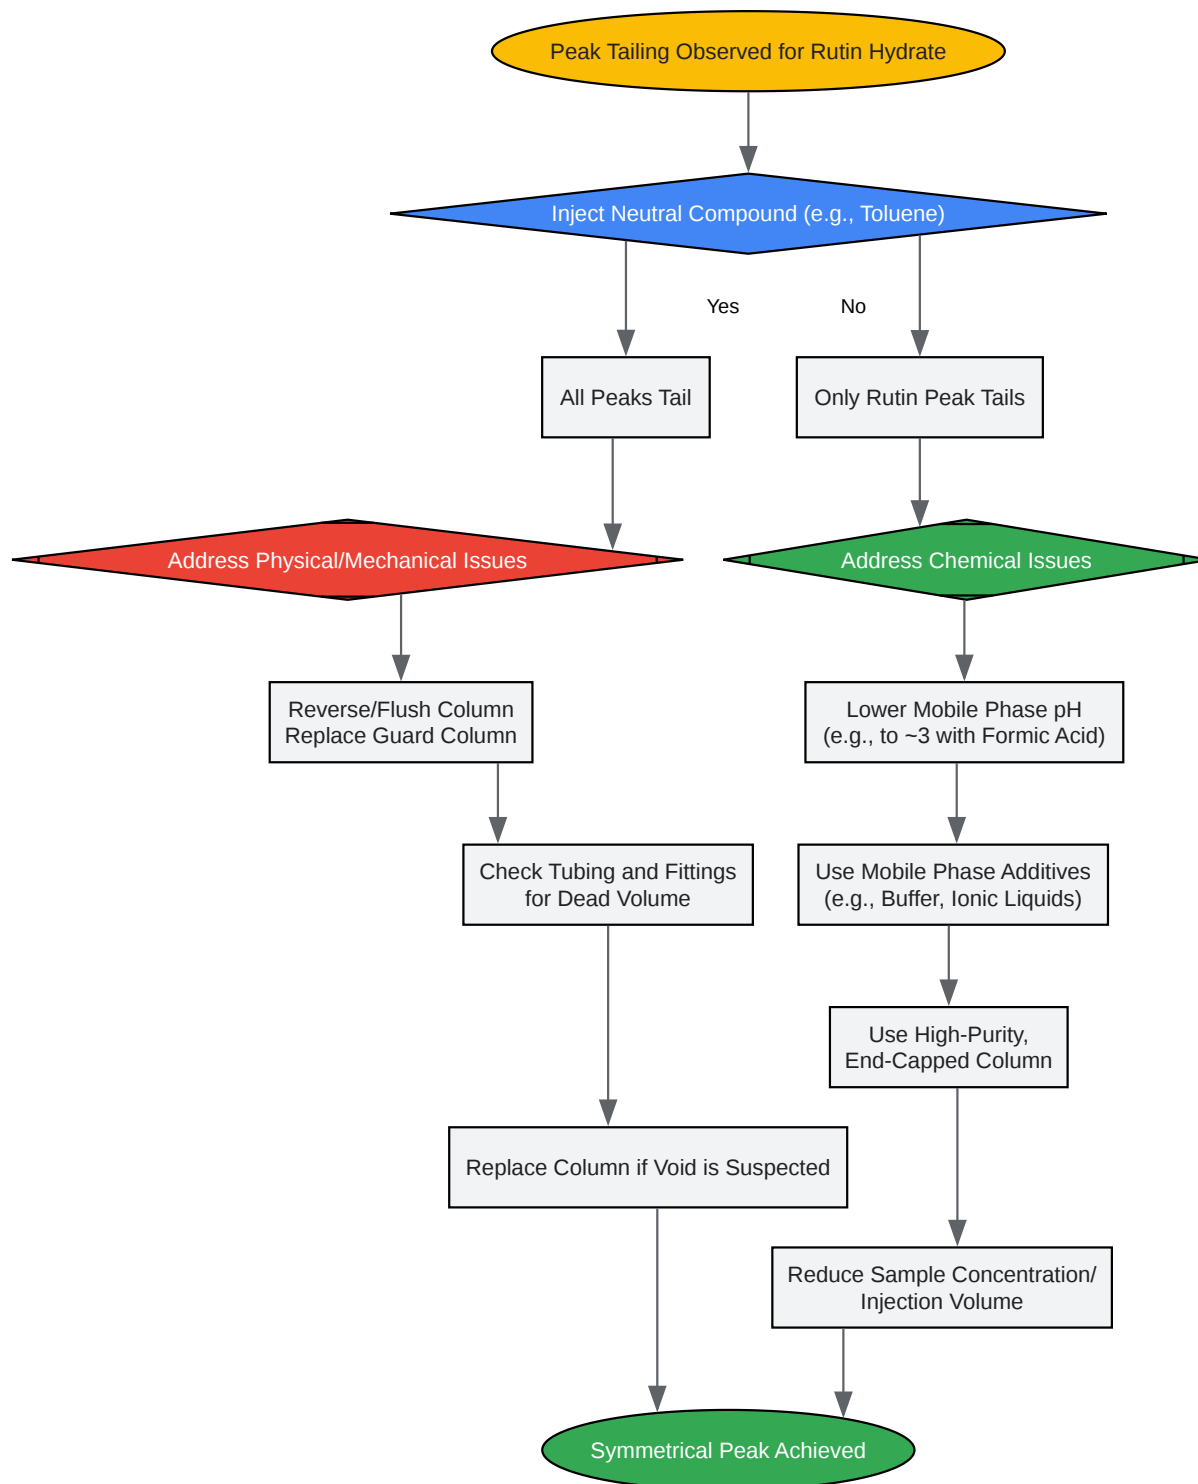 Peak Tailing Observed for Rutin Hydrate
Inject Neutral Compound (e.g., Toluene)
Yes
No
All Peaks Tail
Only Rutin Peak Tails
Address Physical/Mechanical Issues
Address Chemical Issues
Reverse/Flush Column
Replace Guard Column
Lower Mobile Phase pH
(e.g., to ~3 with Formic Acid)
Check Tubing and Fittings
for Dead Volume
Use Mobile Phase Additives
(e.g., Buffer, Ionic Liquids)
Use High-Purity,
End-Capped Column
Replace Column if Void is Suspected
Reduce Sample Concentration/
Injection Volume
Symmetrical Peak Achieved